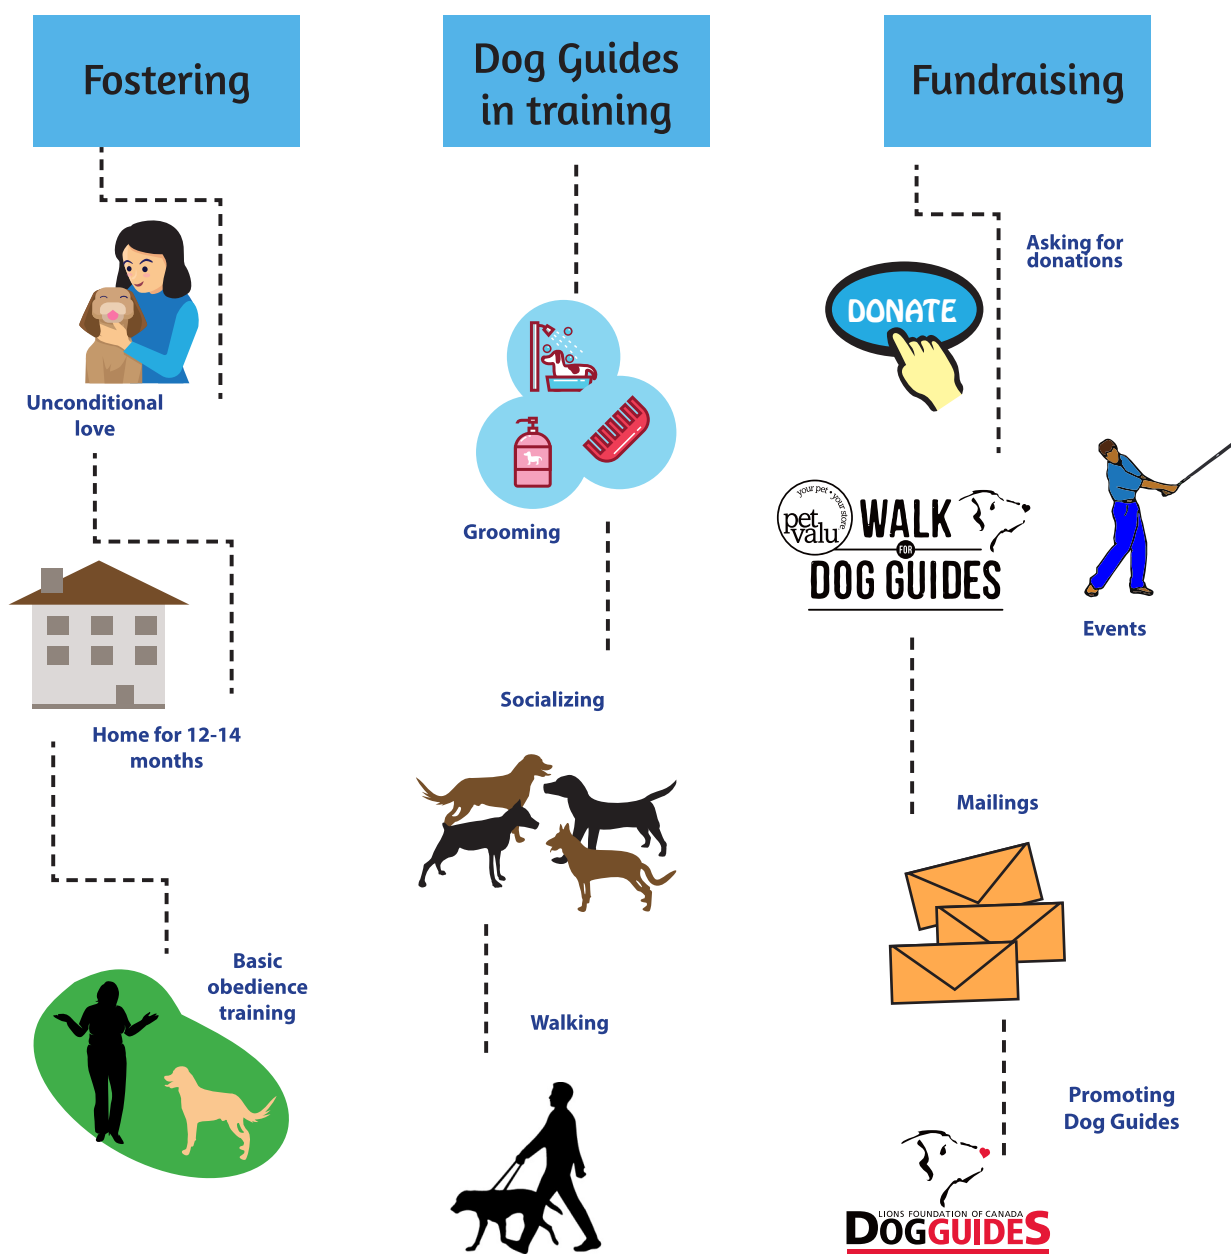 Fostering
Unconditional
love
Home for 12-14
months
Basic
obedience
training
Dog Guides
in training
Grooming
Socializing
Walking
Fundraising
Asking for
donations
DONATE
your pet • your store
pet
valu
WALK
FOR
DOG GUIDES
Events
Mailings
Promoting
Dog Guides
LIONS FOUNDATION OF CANADA
DOGGUIDES